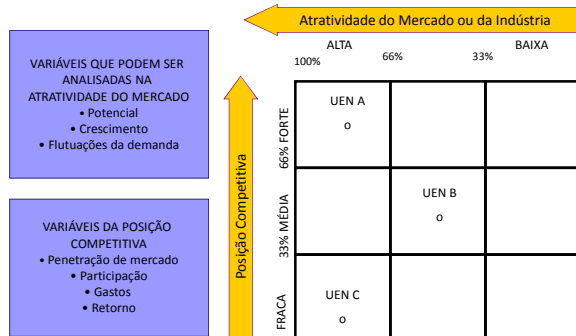 Atratividade do Mercado ou da Indústria
ALTA
BAIXA
100%
66%
33%
VARIÁVEIS QUE PODEM SER
ANALISADAS NA
ATRATIVIDADE DO MERCADO
• Potencial
• Crescimento
• Flutuações da demanda
VARIÁVEIS DA POSIÇÃO
COMPETITIVA
• Penetração de mercado
• Participação
• Gastos
• Retorno
Posição Competitiva
66% FORTE
33% MÉDIA
FRACA
UEN A
o
UEN B
o
UEN C
o